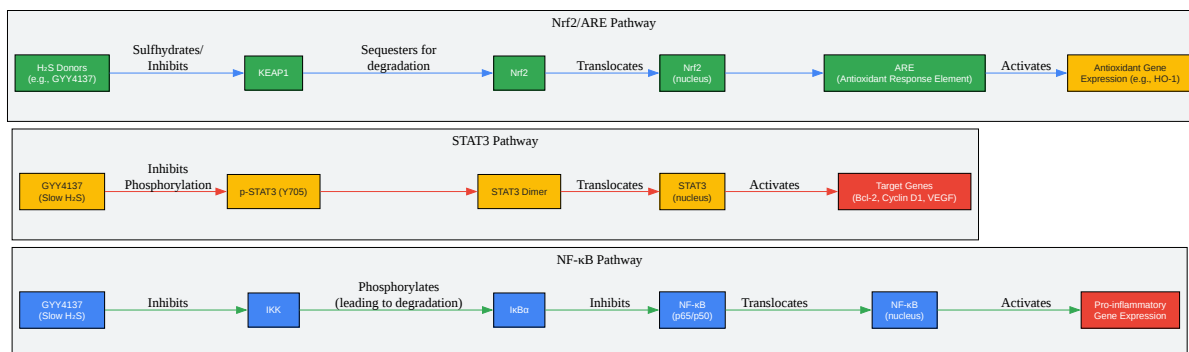 Nrf2/ARE Pathway
H₂S Donors
(e.g., GYY4137)
Sulfhydrates/
Inhibits
KEAP1
Sequesters for
degradation
Nrf2
Translocates
Nrf2
(nucleus)
ARE
(Antioxidant Response Element)
Activates
Antioxidant Gene
Expression (e.g., HO-1)
STAT3 Pathway
GYY4137
(Slow H₂S)
Inhibits
Phosphorylation
p-STAT3 (Y705)
STAT3 Dimer
Translocates
STAT3
(nucleus)
Activates
Target Genes
(Bcl-2, Cyclin D1, VEGF)
NF-κB Pathway
GYY4137
(Slow H₂S)
Inhibits
IKK
Phosphorylates
(leading to degradation)
IκBα
Inhibits
NF-κB
(p65/p50)
Translocates
NF-κB
(nucleus)
Activates
Pro-inflammatory
Gene Expression